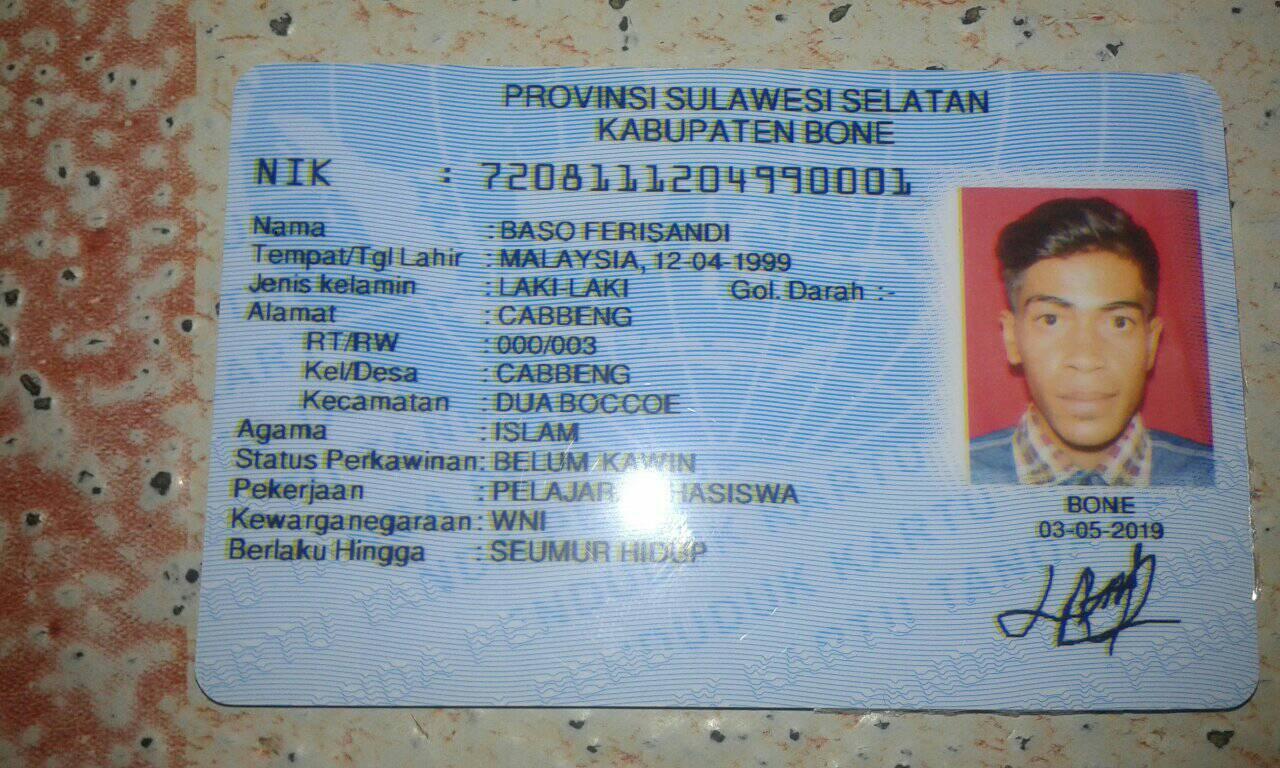 PROVINSI SULAWESI SELATAN
KABUPATEN BONE
NIK : 7208111204990001
Nama : BASO FERISANDI
Tempat/Tgl Lahir : MALAYSIA, 12-04-1999
Jenis kelamin : LAKI-LAKI Gol. Darah :-
Alamat : CABBENG
RT/RW : 000/003
Kel/Desa : CABBENG
Kecamatan : DUA BOCCOE
Agama : ISLAM
Status Perkawinan: BELUM KAWIN
Pekerjaan : PELAJAR
Kewarganegaraan : WNI
Berlaku Hingga : SEUMUR HIDUP
BONE
03-05-2019